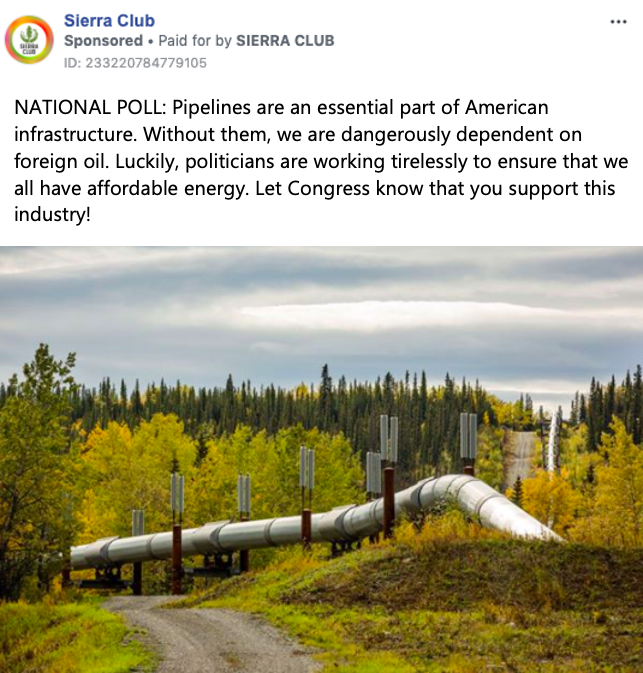 Sierra Club
Sponsored • Paid for by SIERRA CLUB
ID: 233220784779105
SIERRA
CLUB
NATIONAL POLL: Pipelines are an essential part of American
infrastructure. Without them, we are dangerously dependent on
foreign oil. Luckily, politicians are working tirelessly to ensure that we
all have affordable energy. Let Congress know that you support this
industry!